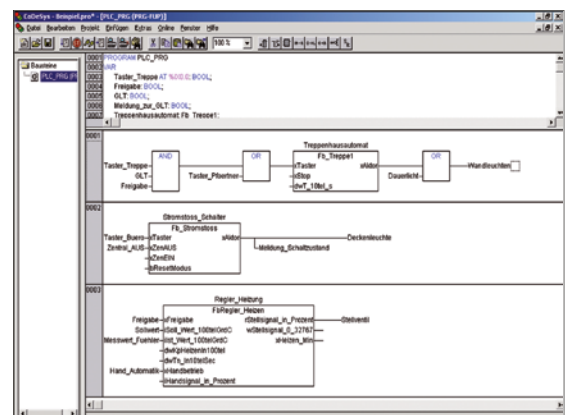 CoDeSys - Beispiel.pro* - [PLC_PRG (PRG-FUP)]
Datei Bearbeiten Projekt Einfügen Extras Online Fenster Hilfe
100 %
Bausteine
PLC_PRG (PR
0001 PROGRAM PLC_PRG
0002 VAR
0003 Taster_Treppe AT %IX0.0: BOOL;
0004 Freigabe: BOOL;
0005 GLT: BOOL;
0006 Meldung_zur_GLT: BOOL;
0007 Treppenhausautomat: Fb_Treppe1;
0001
Treppenhausautomat
AND OR Fb_Treppe1 OR
Taster_Treppe xTaster xAktor Wandleuchten
GLT Taster_Pfoertner xStop Dauerlicht
Freigabe dwT_10tel_s
0002
Stromstoss_Schalter
Fb_Stromstoss
Taster_Buero xTaster xAktor Deckenleuchte
Zentral_AUS xZenAUS Meldung_Schaltzustand
xZenEIN
bResetModus
0003
Regler_Heizung
FbRegler_Heizen
Freigabe xFreigabe rStellsignal_in_Prozent Stellventil
Sollwert iSoll_Wert_100telGrdC wStellsignal_0_32767
Messwert_Fuehler iIst_Wert_100telGrdC xHeizen_Min
dwKpHeizenIn100tel
dwTn_In10telSec
Hand_Automatik xHandbetrieb
iHandsignal_in_Prozent